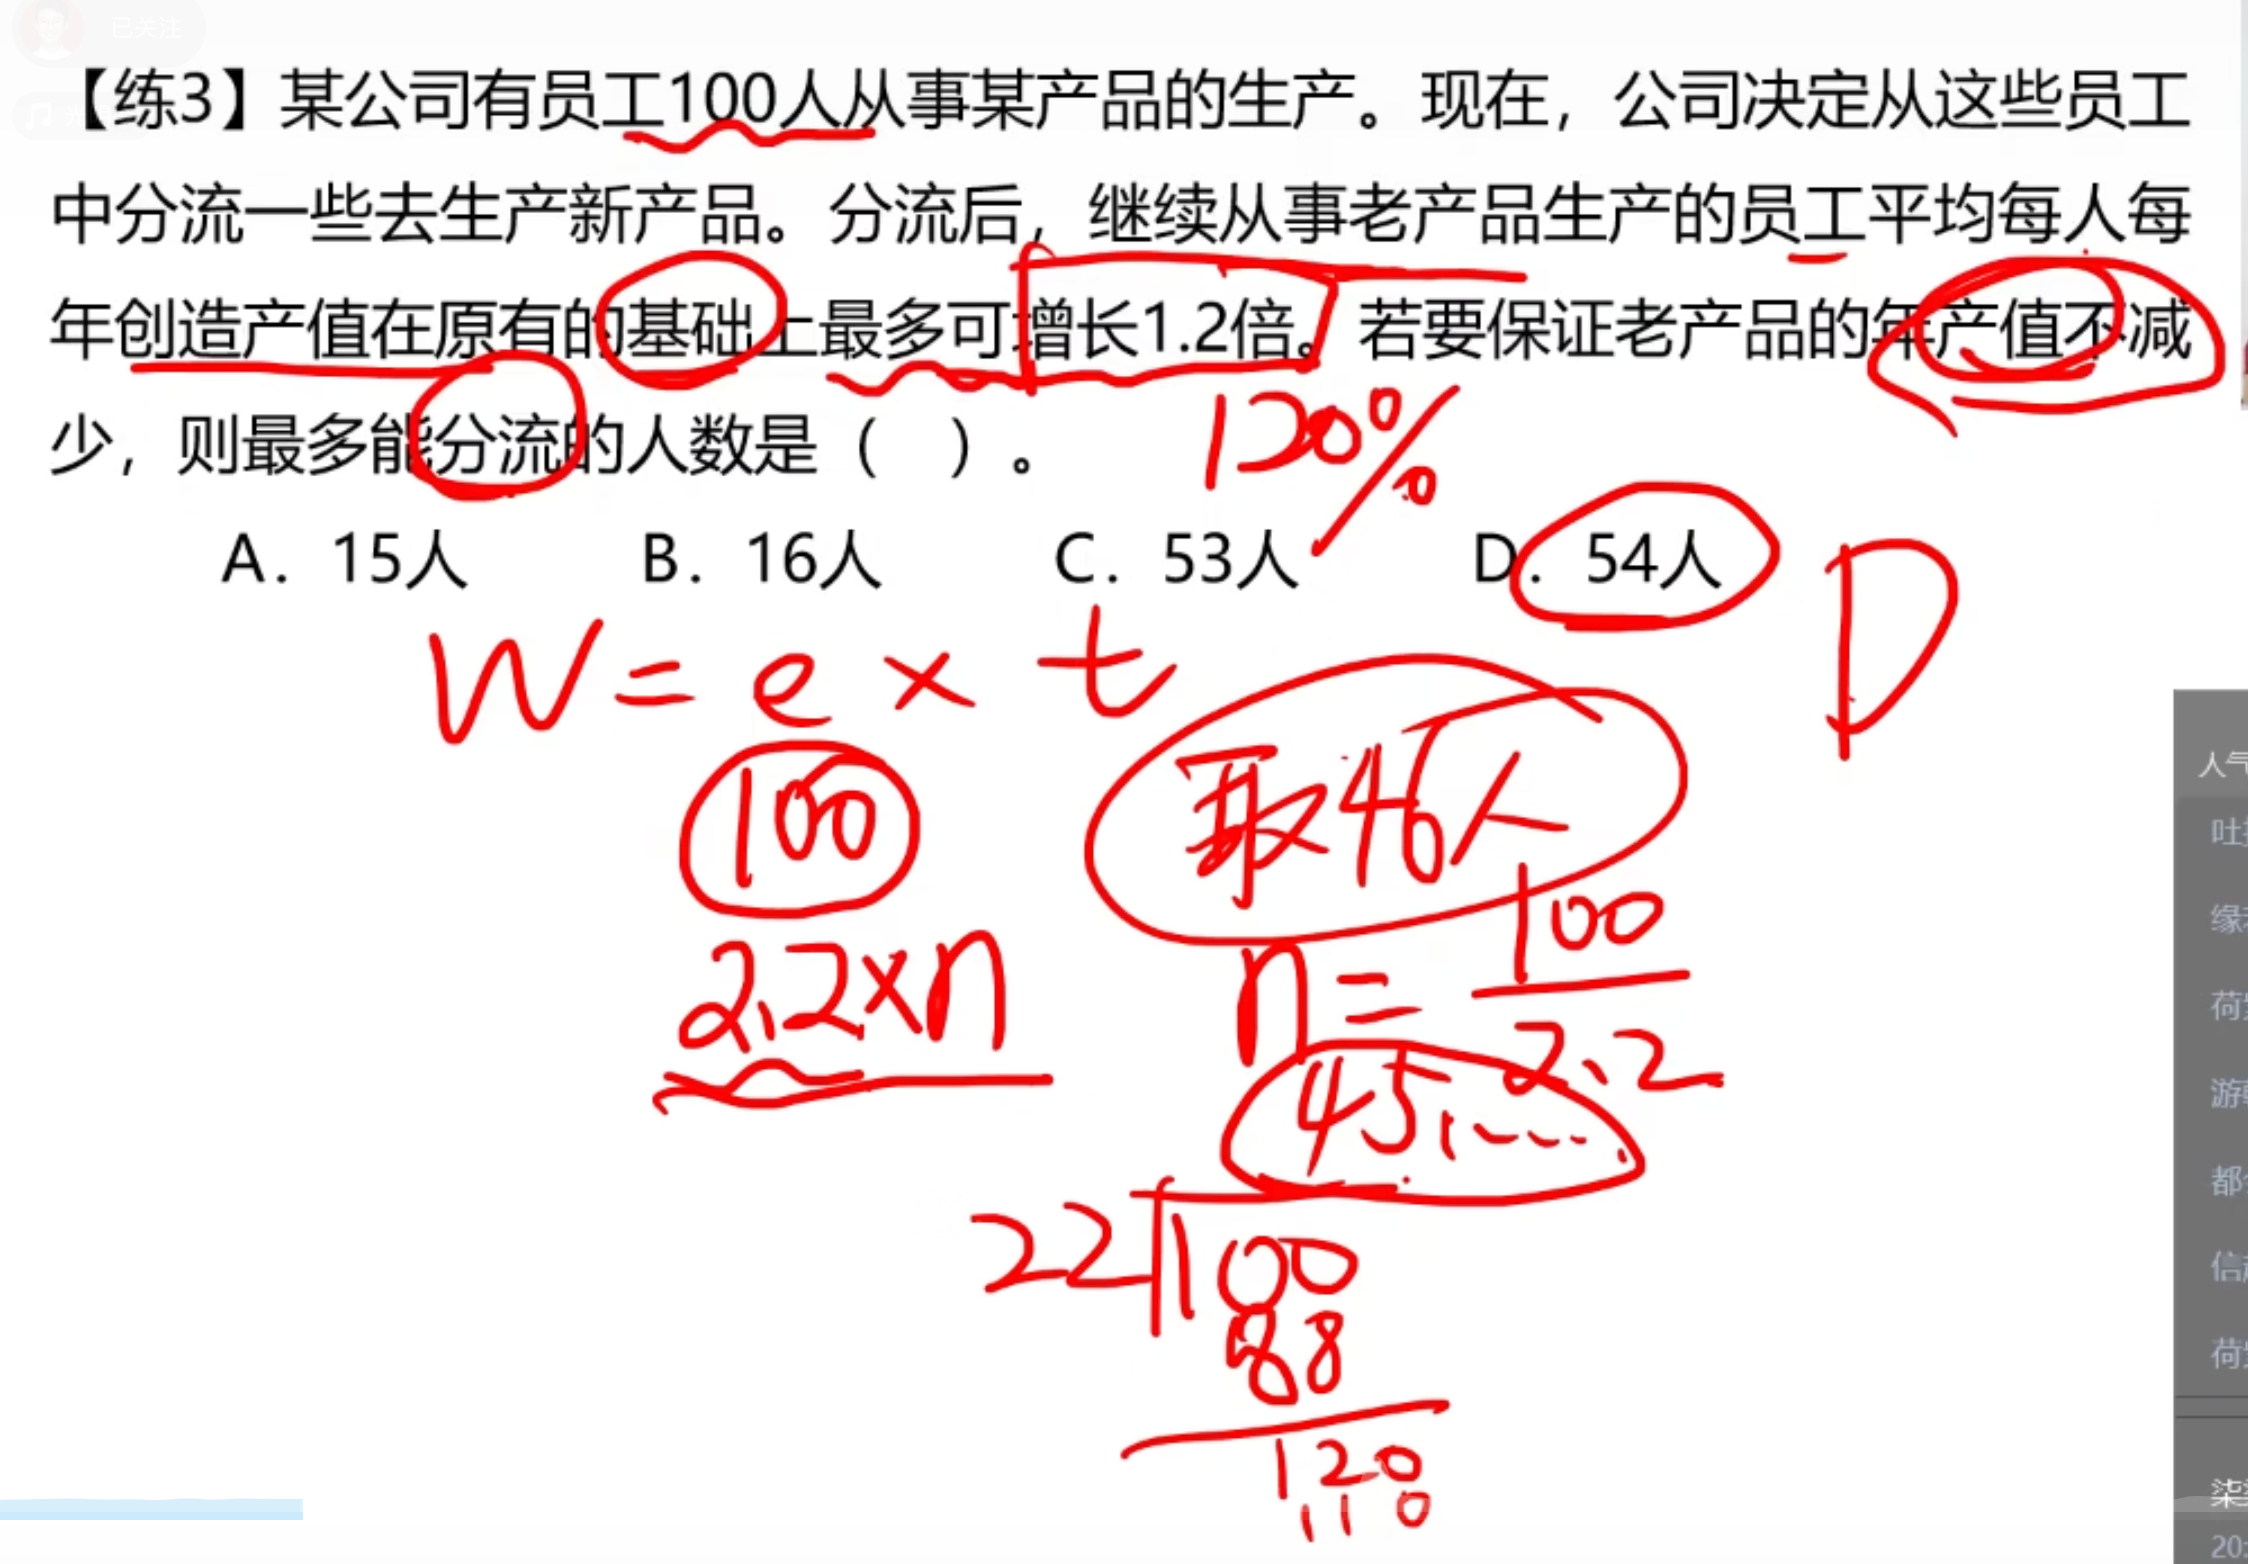 已关注
【练3】某公司有员工100人从事某产品的生产。现在，公司决定从这些员工
中分流一些去生产新产品。分流后，继续从事老产品生产的员工平均每人每
年创造产值在原有的基础上最多可增长1.2倍。若要保证老产品的年产值不减
少，则最多能分流的人数是（　）。
120%
A. 15人 B. 16人 C. 53人 D. 54人
D
W = e × t
100
取46人
2.2×n
n = 100
2.2
45.....
22 100
88
120
110
人气
吐
缘
荷
游
都
信
荷
柒
20: